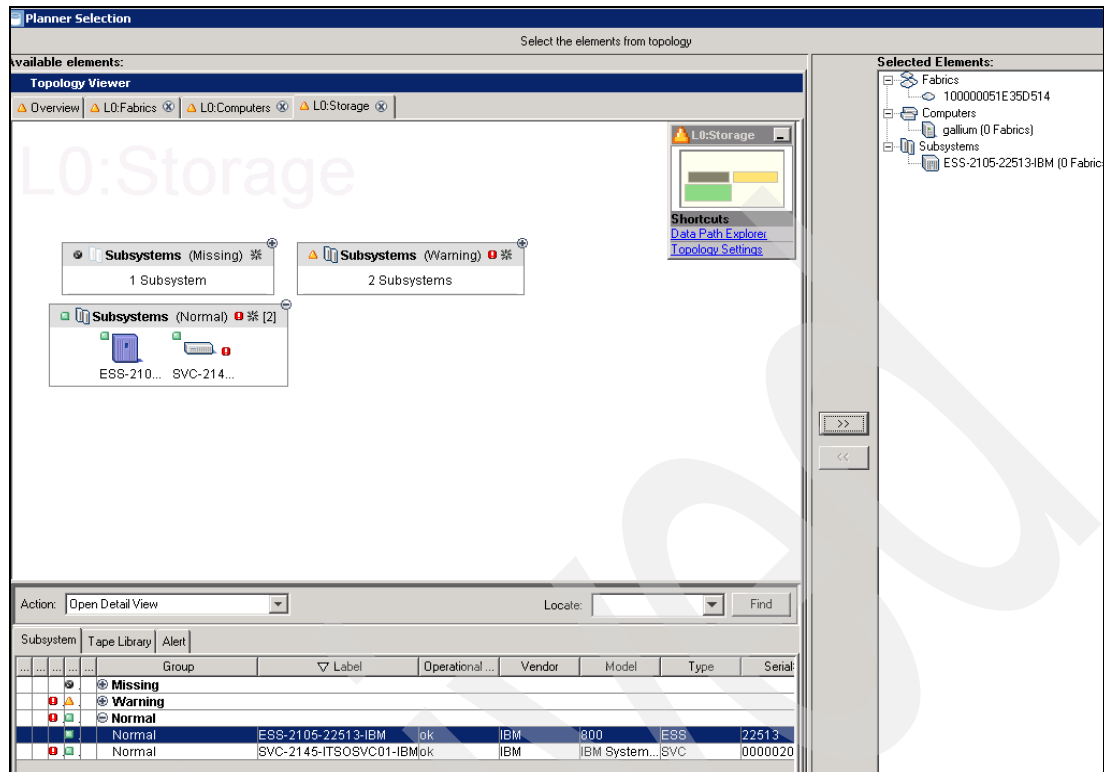 Planner Selection
Select the elements from topology
Available elements:
Topology Viewer
Overview L0:Fabrics L0:Computers L0:Storage
L0:Storage
L0:Storage
Shortcuts
Data Path Explorer
Topology Settings
Subsystems (Missing)
1 Subsystem
Subsystems (Warning)
2 Subsystems
Subsystems (Normal) [2]
ESS-210... SVC-214...
>>
<<
Selected Elements:
Fabrics
100000051E35D514
Computers
gallium (0 Fabrics)
Subsystems
ESS-2105-22513-IBM (0 Fabric
Action: Open Detail View Locate: Find
Subsystem Tape Library Alert
... ... ... ... ... Group Label Operational ... Vendor Model Type Serial
Missing
Warning
Normal
Normal ESS-2105-22513-IBM ok IBM 800 ESS 22513
Normal SVC-2145-ITSOSVC01-IBM ok IBM IBM System... SVC 0000020